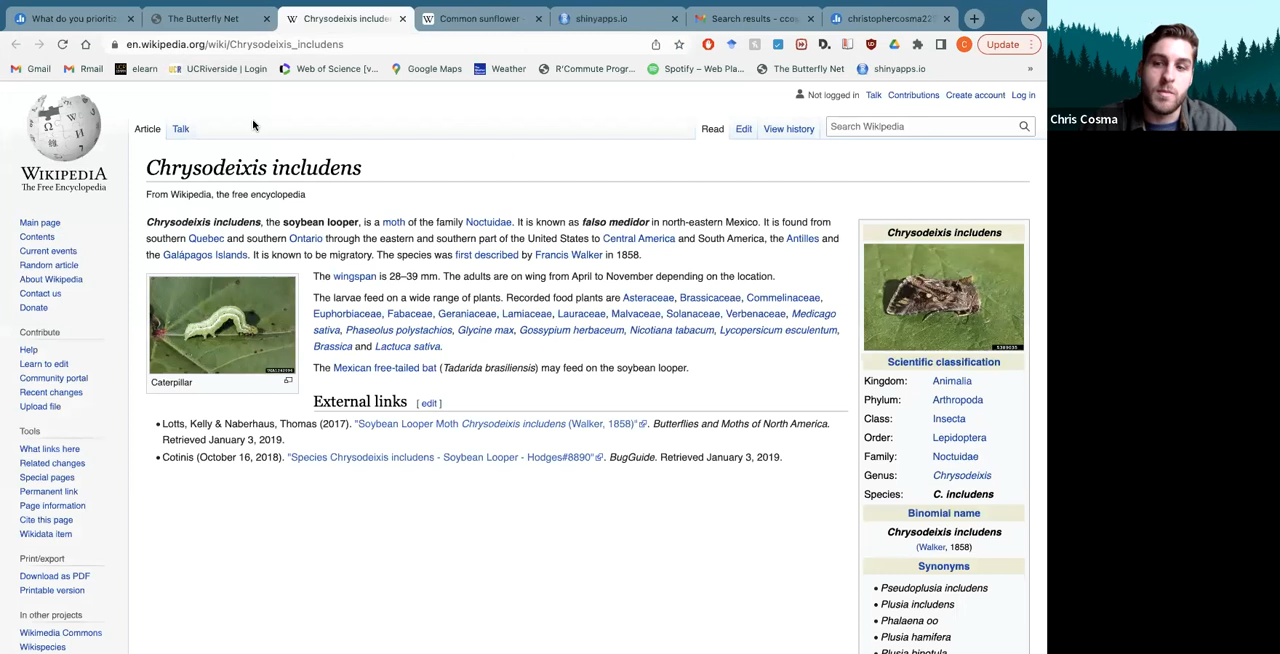 What do you prioriti
The Butterfly Net
Chrysodeixis include
Common sunflower -
shinyapps.io
Search results - ccos
christophercosma22
en.wikipedia.org/wiki/Chrysodeixis_includens
Update
Gmail
Rmail
elearn
UCRiverside | Login
Web of Science [v...
Google Maps
Weather
R'Commute Progr...
Spotify – Web Pla...
The Butterfly Net
shinyapps.io
»
Chris Cosma
WIKIPEDIA
The Free Encyclopedia
Not logged in Talk Contributions Create account Log in
Article Talk
Read Edit View history
Search Wikipedia
Main page
Contents
Current events
Random article
About Wikipedia
Contact us
Donate
Contribute
Help
Learn to edit
Community portal
Recent changes
Upload file
Tools
What links here
Related changes
Special pages
Permanent link
Page information
Cite this page
Wikidata item
Print/export
Download as PDF
Printable version
In other projects
Wikimedia Commons
Wikispecies
Chrysodeixis includens
From Wikipedia, the free encyclopedia
Chrysodeixis includens, the soybean looper, is a moth of the family Noctuidae. It is known as falso medidor in north-eastern Mexico. It is found from
southern Quebec and southern Ontario through the eastern and southern part of the United States to Central America and South America, the Antilles and
the Galápagos Islands. It is known to be migratory. The species was first described by Francis Walker in 1858.
Caterpillar
The wingspan is 28–39 mm. The adults are on wing from April to November depending on the location.
The larvae feed on a wide range of plants. Recorded food plants are Asteraceae, Brassicaceae, Commelinaceae,
Euphorbiaceae, Fabaceae, Geraniaceae, Lamiaceae, Lauraceae, Malvaceae, Solanaceae, Verbenaceae, Medicago
sativa, Phaseolus polystachios, Glycine max, Gossypium herbaceum, Nicotiana tabacum, Lycopersicum esculentum,
Brassica and Lactuca sativa.
The Mexican free-tailed bat (Tadarida brasiliensis) may feed on the soybean looper.
External links [ edit ]
• Lotts, Kelly & Naberhaus, Thomas (2017). "Soybean Looper Moth Chrysodeixis includens (Walker, 1858)". Butterflies and Moths of North America.
Retrieved January 3, 2019.
• Cotinis (October 16, 2018). "Species Chrysodeixis includens - Soybean Looper - Hodges#8890". BugGuide. Retrieved January 3, 2019.
Chrysodeixis includens
Scientific classification
Kingdom: Animalia
Phylum: Arthropoda
Class: Insecta
Order: Lepidoptera
Family: Noctuidae
Genus: Chrysodeixis
Species: C. includens
Binomial name
Chrysodeixis includens
(Walker, 1858)
Synonyms
• Pseudoplusia includens
• Plusia includens
• Phalaena oo
• Plusia hamifera
• Plusia binotula